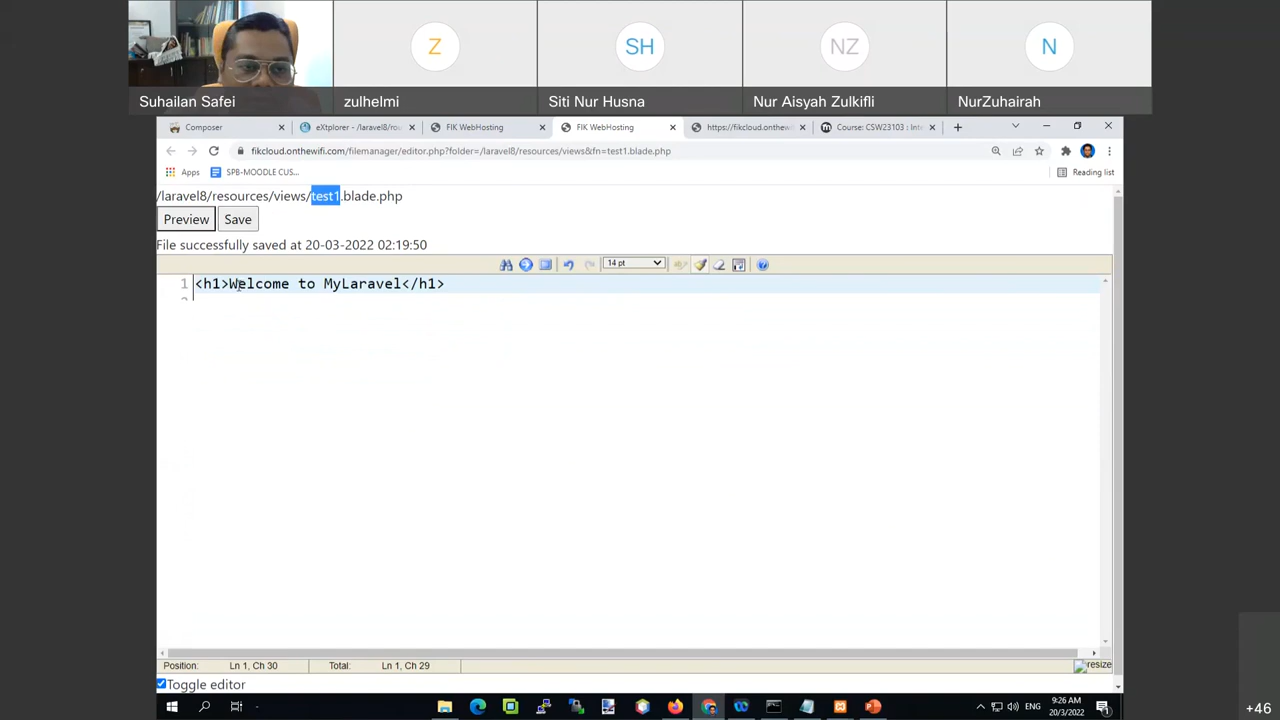 Z
SH
NZ
N
Suhailan Safei
zulhelmi
Siti Nur Husna
Nur Aisyah Zulkifli
NurZuhairah
Composer
eXtplorer - /laravel8/ro
FIK WebHosting
FIK WebHosting
https://fikcloud.onthewifi
Course: CSW23103 : Int
fikcloud.onthewifi.com/filemanager/editor.php?folder=/laravel8/resources/views&fn=test1.blade.php
Apps
SPB-MOODLE CUS...
Reading list
/laravel8/resources/views/test1.blade.php
Preview
Save
File successfully saved at 20-03-2022 02:19:50
14 pt
1 <h1>Welcome to MyLaravel</h1>
Position: Ln 1, Ch 30 Total: Ln 1, Ch 29
resize
Toggle editor
9:26 AM
20/3/2022
+46